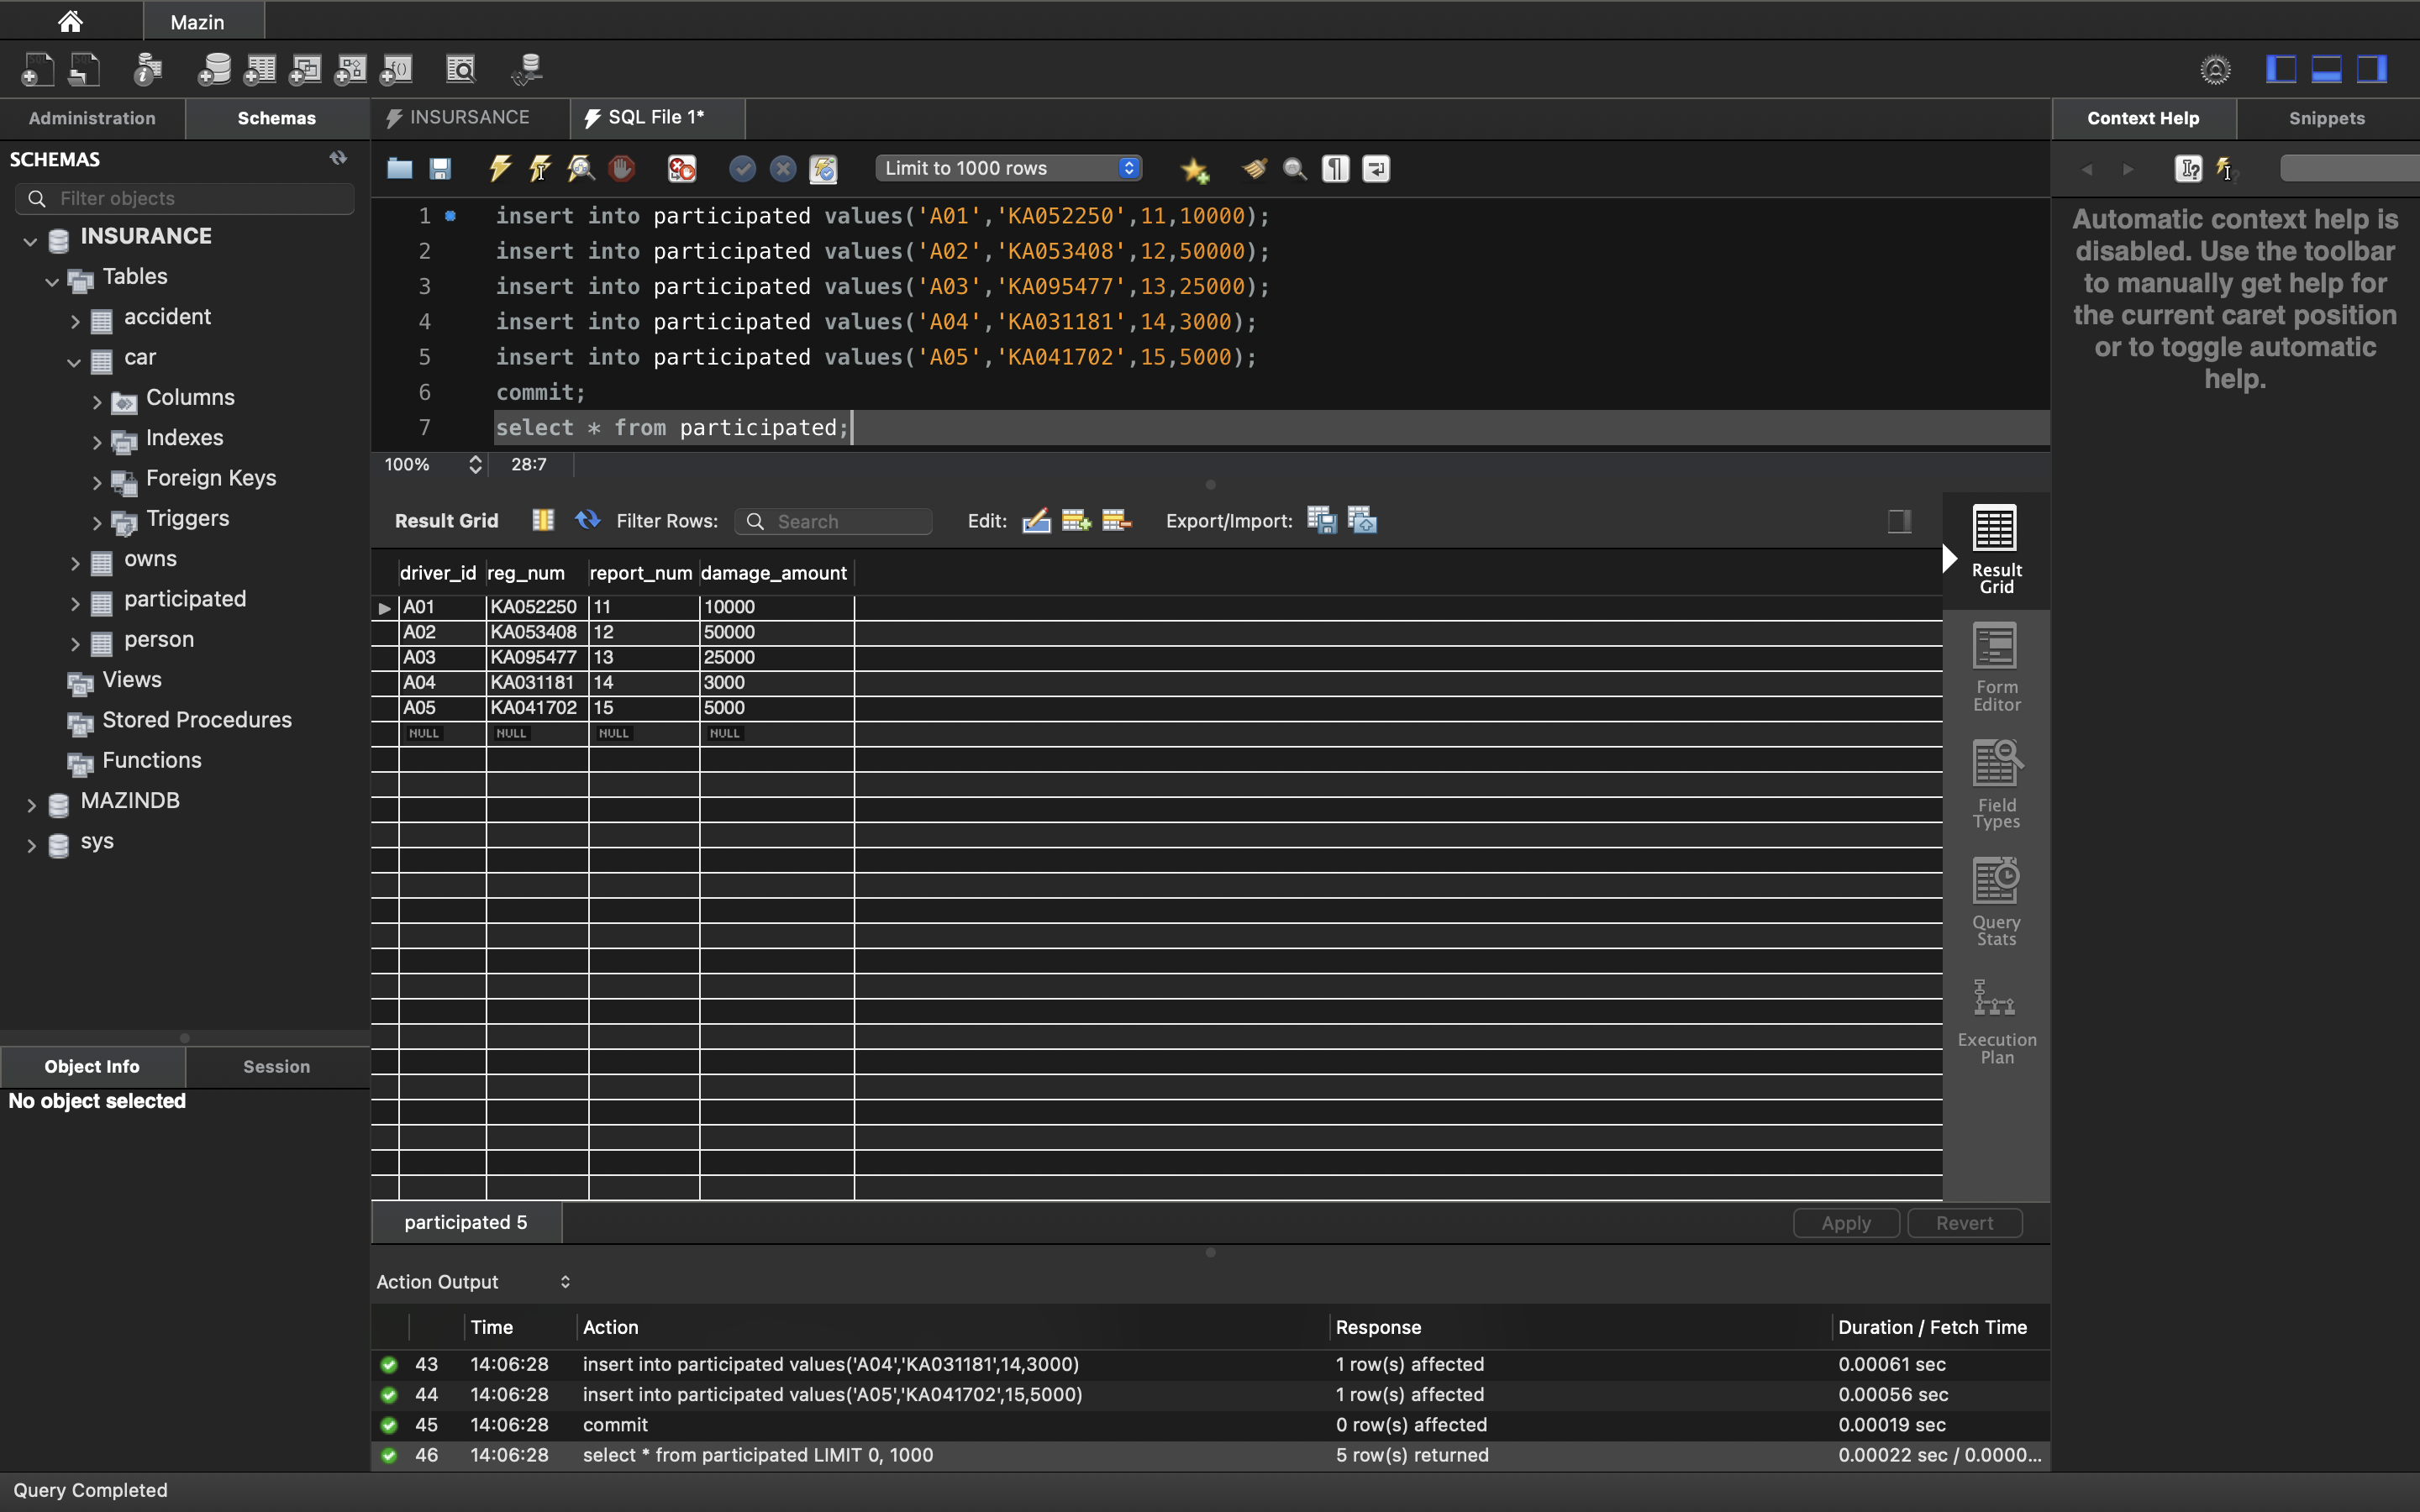 Mazin
Administration
Schemas
INSURSANCE
SQL File 1*
Context Help
Snippets
SCHEMAS
Filter objects
Limit to 1000 rows
INSURANCE
Tables
accident
car
Columns
Indexes
Foreign Keys
Triggers
owns
participated
person
Views
Stored Procedures
Functions
MAZINDB
sys
1 insert into participated values('A01','KA052250',11,10000);
2 insert into participated values('A02','KA053408',12,50000);
3 insert into participated values('A03','KA095477',13,25000);
4 insert into participated values('A04','KA031181',14,3000);
5 insert into participated values('A05','KA041702',15,5000);
6 commit;
7 select * from participated;
100% 28:7
Automatic context help is
disabled. Use the toolbar
to manually get help for
the current caret position
or to toggle automatic
help.
Result Grid Filter Rows: Search Edit: Export/Import:
driver_id reg_num report_num damage_amount
A01 KA052250 11 10000
A02 KA053408 12 50000
A03 KA095477 13 25000
A04 KA031181 14 3000
A05 KA041702 15 5000
NULL NULL NULL NULL
Result
Grid
Form
Editor
Field
Types
Query
Stats
Execution
Plan
Object Info
Session
No object selected
participated 5
Apply
Revert
Action Output
Time Action Response Duration / Fetch Time
43 14:06:28 insert into participated values('A04','KA031181',14,3000) 1 row(s) affected 0.00061 sec
44 14:06:28 insert into participated values('A05','KA041702',15,5000) 1 row(s) affected 0.00056 sec
45 14:06:28 commit 0 row(s) affected 0.00019 sec
46 14:06:28 select * from participated LIMIT 0, 1000 5 row(s) returned 0.00022 sec / 0.0000...
Query Completed